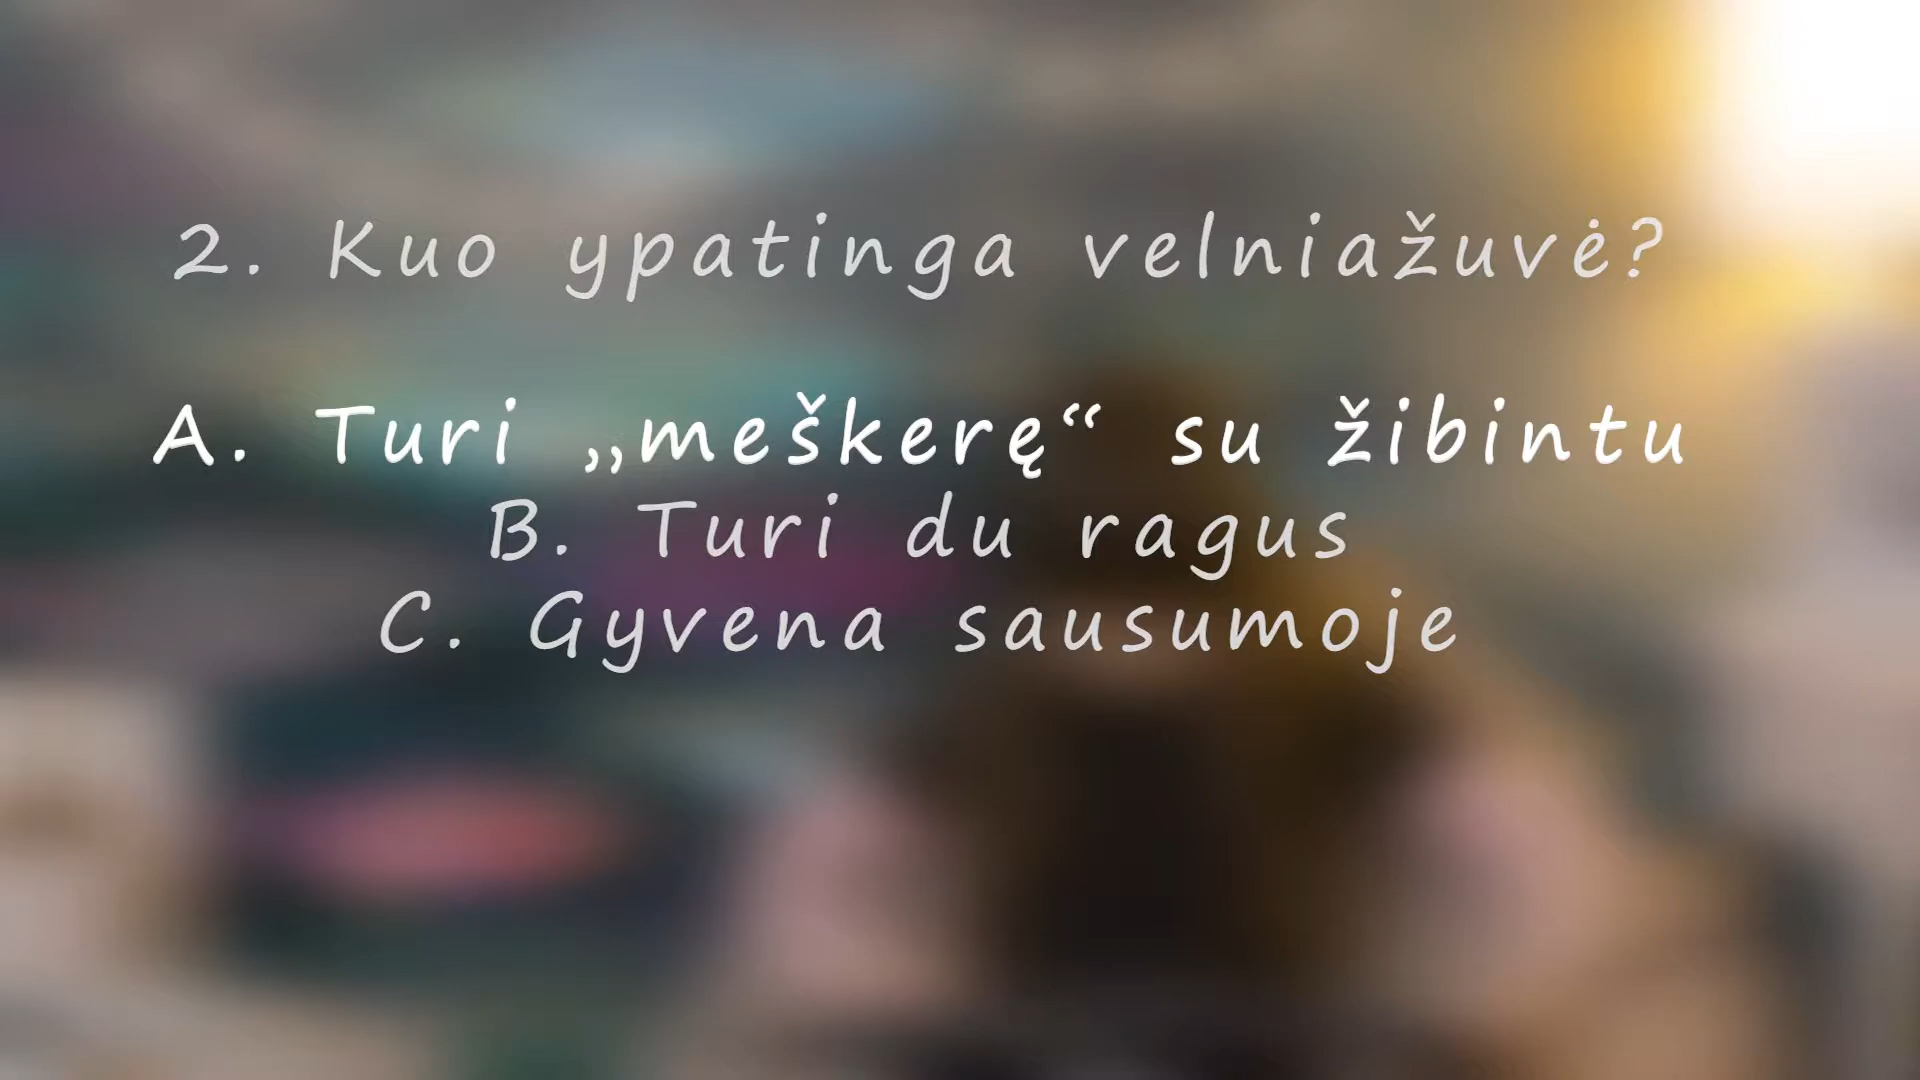 2. Kuo ypatinga velniažuvė?
A. Turi „meškerę“ su žibintu
B. Turi du ragus
C. Gyvena sausumoje